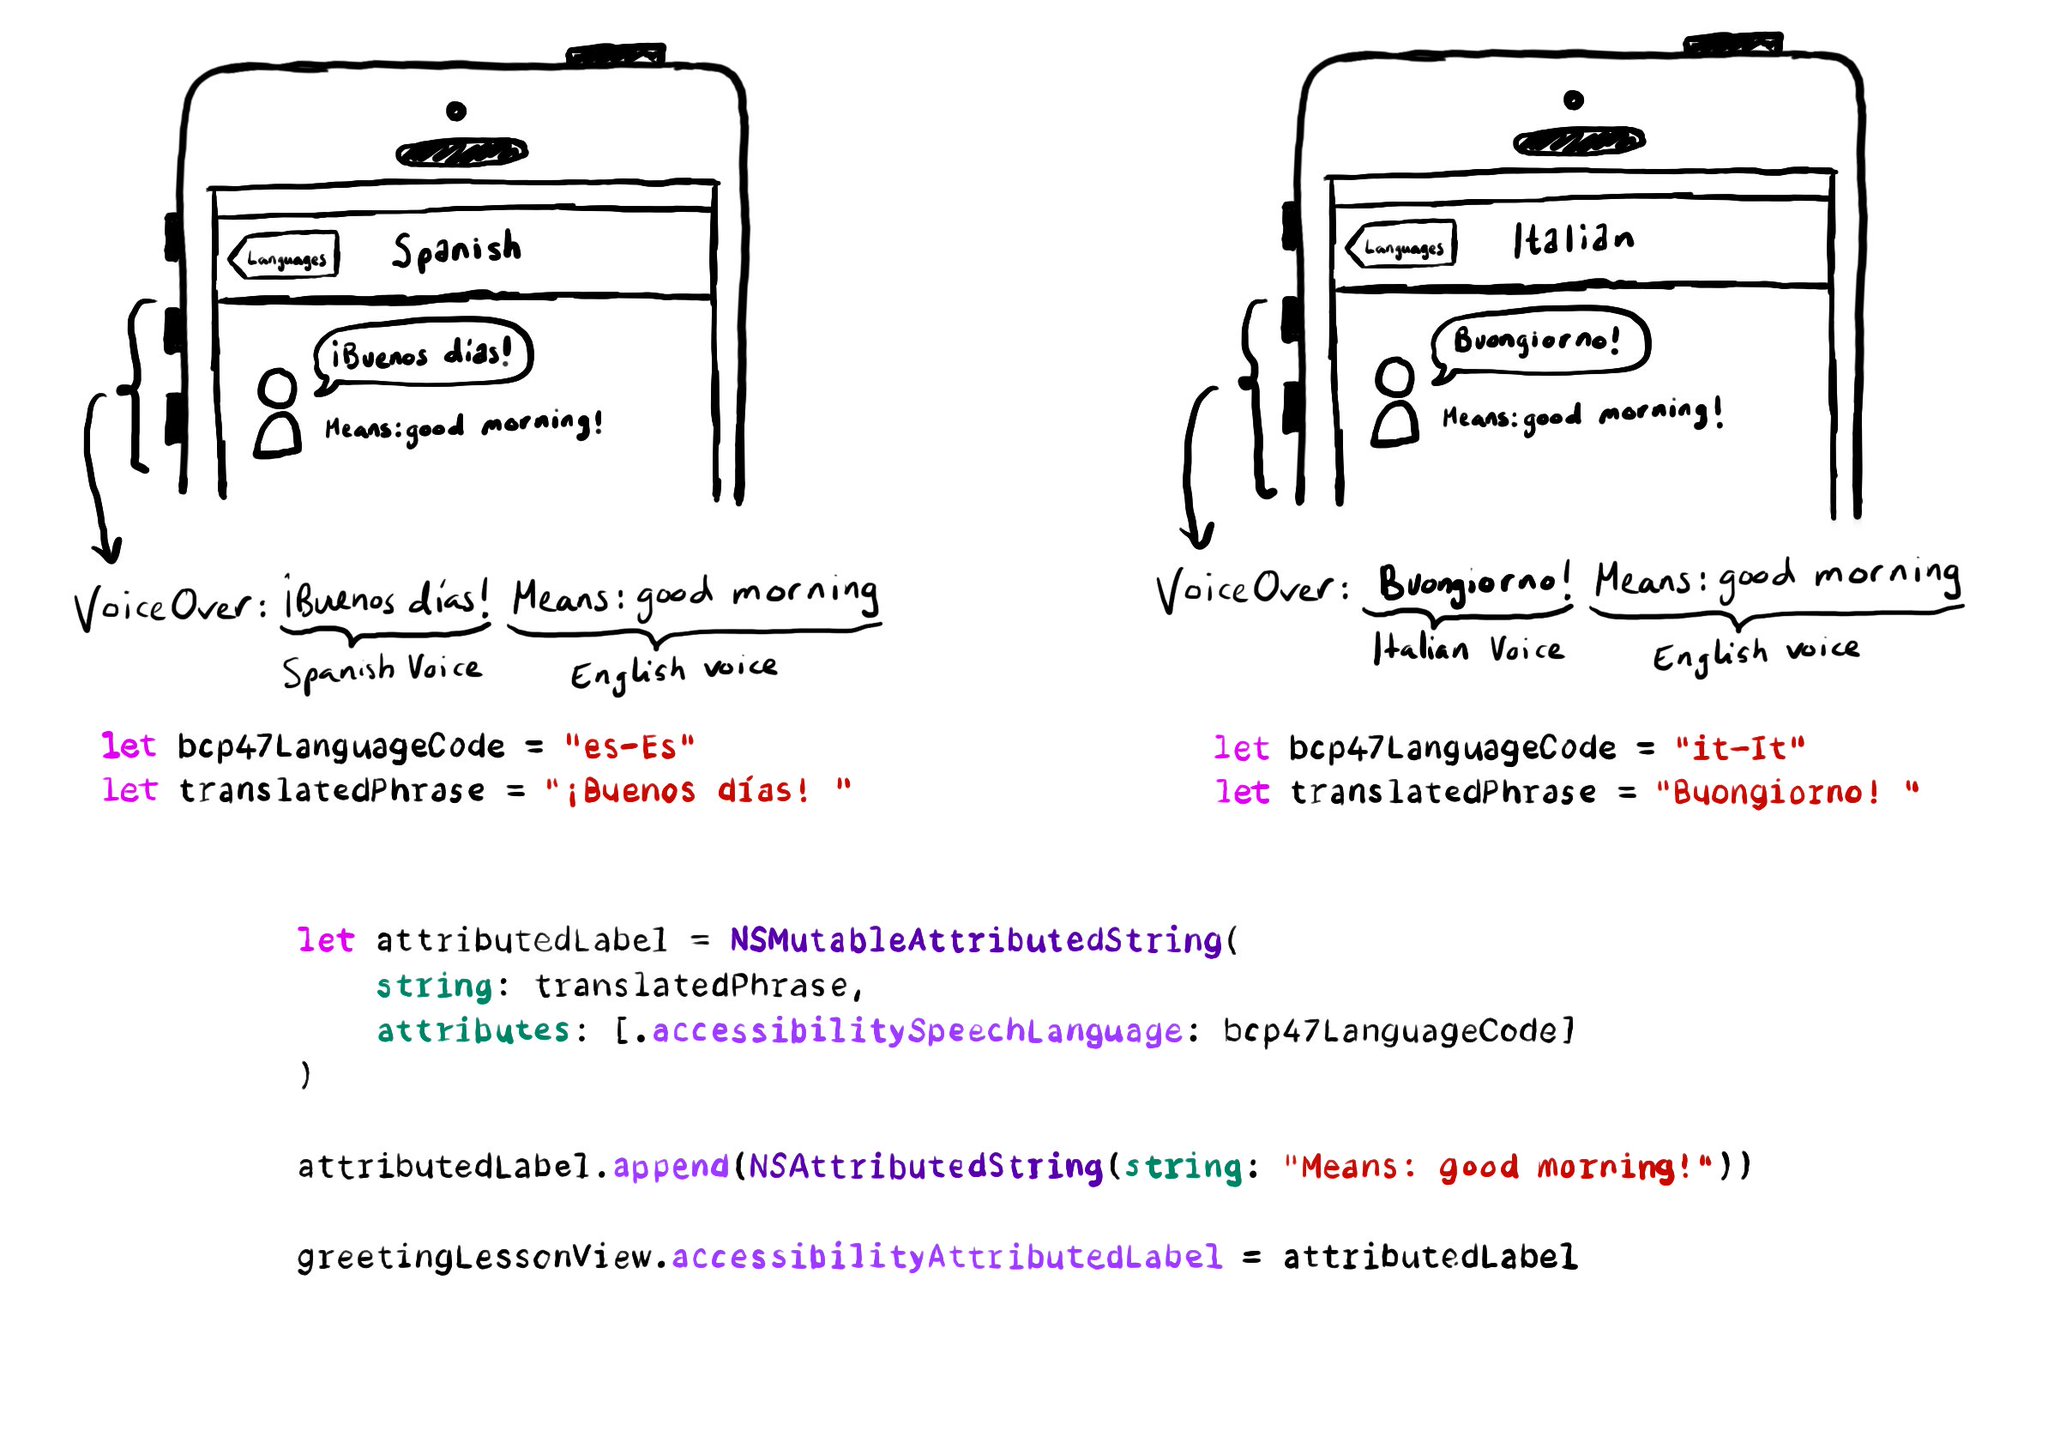 Languages Spanish
¡Buenos días!
Means: good morning!
VoiceOver: ¡Buenos días! Means: good morning
Spanish Voice English voice
let bcp47LanguageCode = "es-Es"
let translatedPhrase = "¡Buenos días! "
Languages Italian
Buongiorno!
Means: good morning!
VoiceOver: Buongiorno! Means: good morning
Italian Voice English voice
let bcp47LanguageCode = "it-It"
let translatedPhrase = "Buongiorno! "
let attributedLabel = NSMutableAttributedString(
string: translatedPhrase,
attributes: [.accessibilitySpeechLanguage: bcp47LanguageCode]
)
attributedLabel.append(NSAttributedString(string: "Means: good morning!"))
greetingLessonView.accessibilityAttributedLabel = attributedLabel